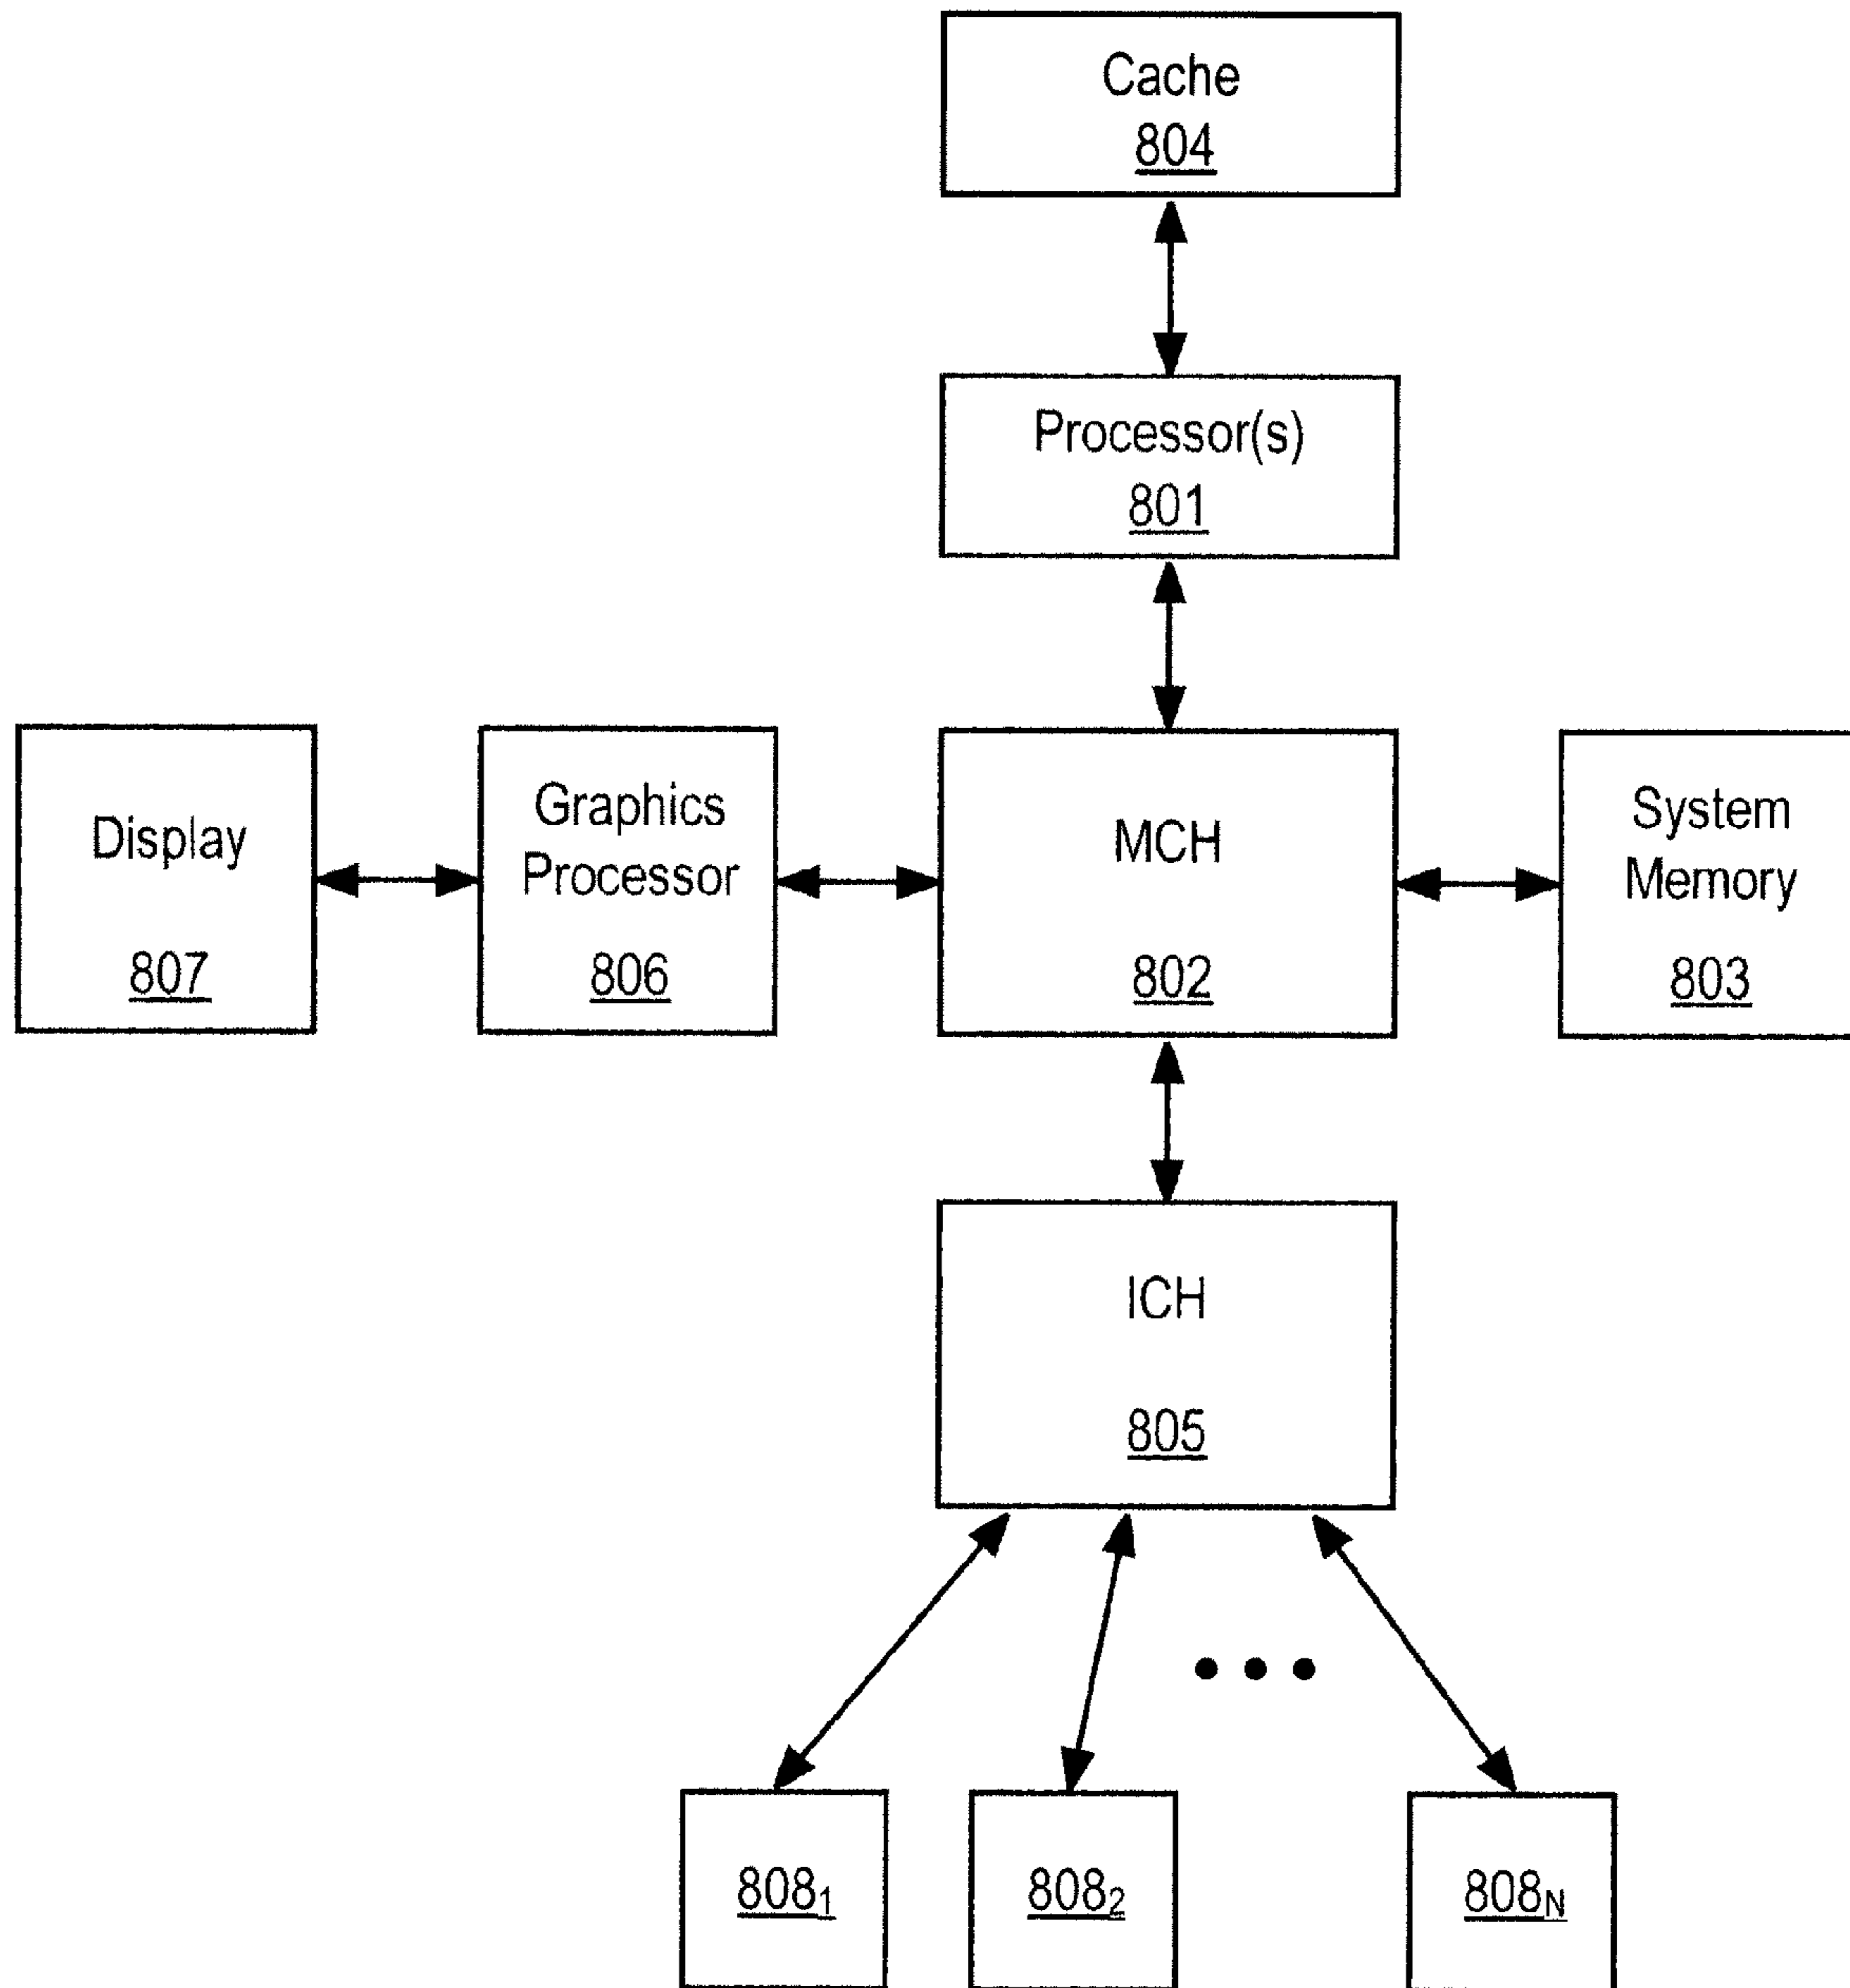 Cache
804
Processor(s)
801
Display
807
Graphics
Processor
806
MCH
802
System
Memory
803
ICH
805
808₁
808₂
808ₙ